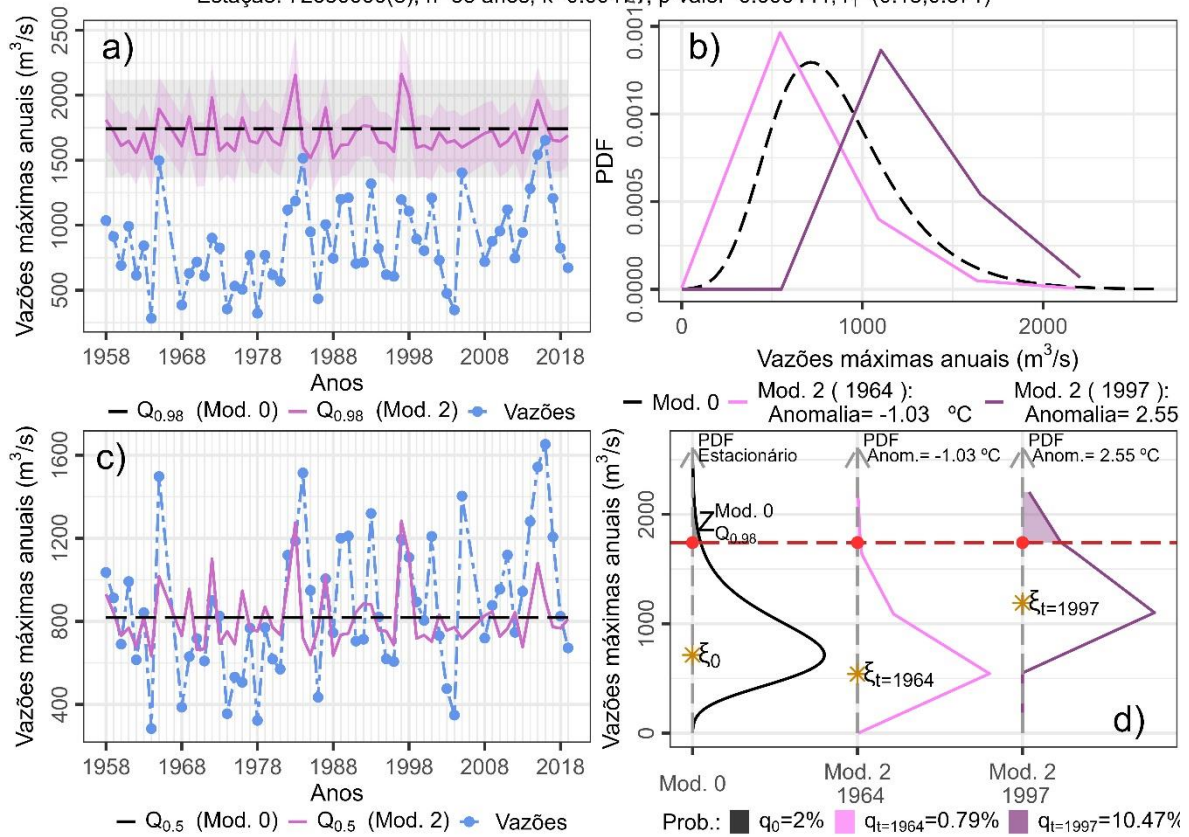 a)
Vazões máximas anuais (m³/s)
2500
2000
1500
1000
500
1958 1968 1978 1988 1998 2008 2018
Anos
Q0.98 (Mod. 0) Q0.98 (Mod. 2) Vazões
b)
PDF
0.0010
0.0005
0.0000
0 1000 2000
Vazões máximas anuais (m³/s)
Mod. 0 Mod. 2 ( 1964 ): Mod. 2 ( 1997 ):
Anomalia= -1.03 ºC Anomalia= 2.55
c)
Vazões máximas anuais (m³/s)
1600
1200
800
400
1958 1968 1978 1988 1998 2008 2018
Anos
Q0.5 (Mod. 0) Q0.5 (Mod. 2) Vazões
d)
Vazões máximas anuais (m³/s)
2000
1000
0
PDF PDF PDF
Estacionário Anom.= -1.03 ºC Anom.= 2.55 ºC
Mod. 0
Q0.98
ξ0
ξt=1964
ξt=1997
Mod. 0 Mod. 2 Mod. 2
1964 1997
Prob.: q0=2% qt=1964=0.79% qt=1997=10.47%